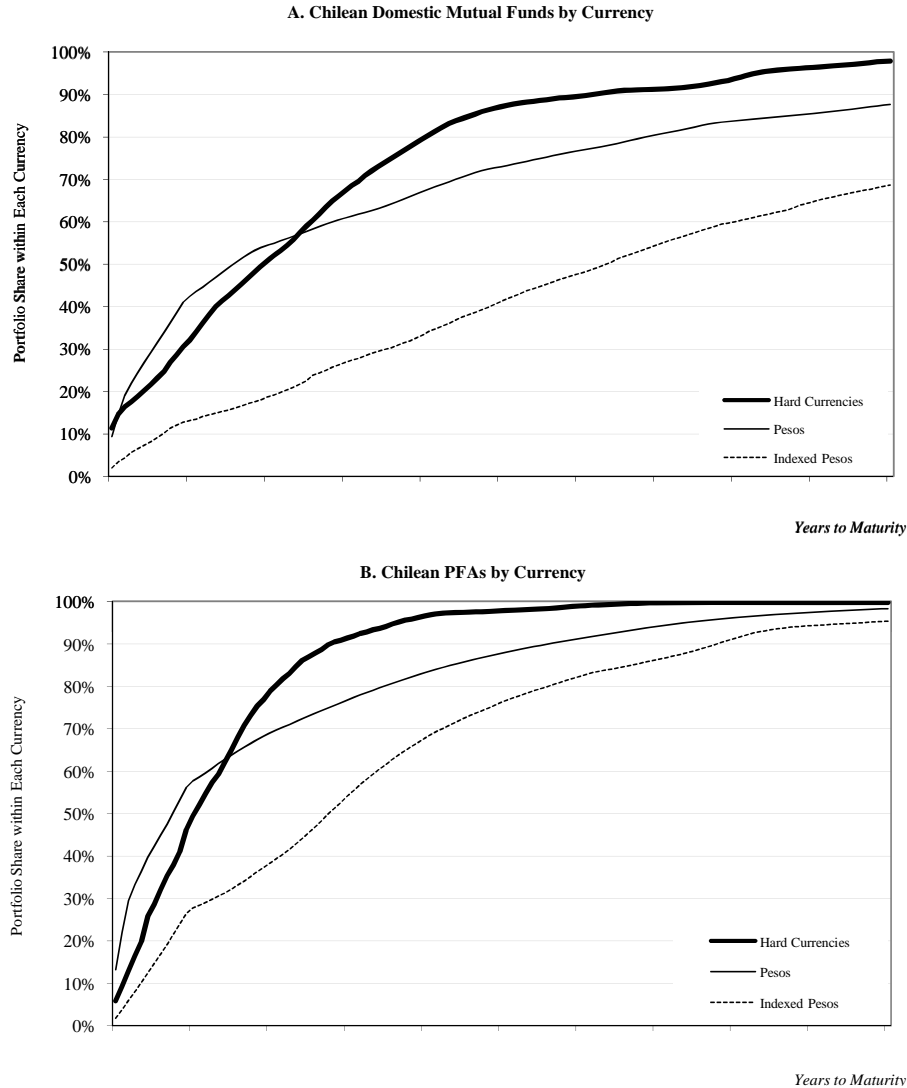 A. Chilean Domestic Mutual Funds by Currency
100%
90%
80%
70%
60%
50%
40%
30%
20%
10%
0%
Portfolio Share within Each Currency
Hard Currencies
Pesos
Indexed Pesos
Years to Maturity
B. Chilean PFAs by Currency
100%
90%
80%
70%
60%
50%
40%
30%
20%
10%
0%
Portfolio Share within Each Currency
Hard Currencies
Pesos
Indexed Pesos
Years to Maturity